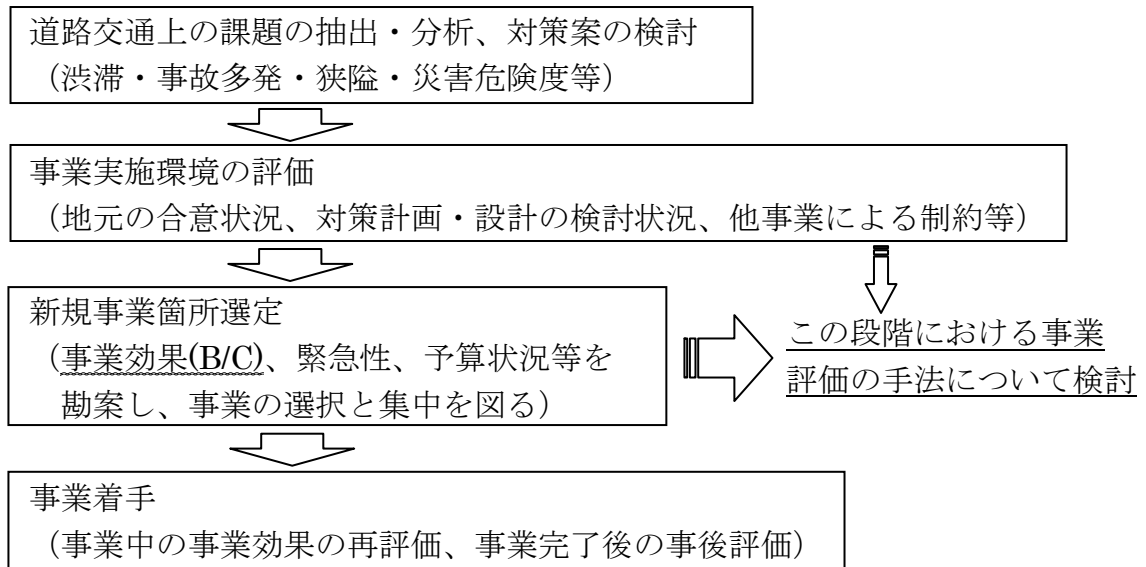 道路交通上の課題の抽出・分析、対策案の検討
（渋滞・事故多発・狭隘・災害危険度等）
事業実施環境の評価
（地元の合意状況、対策計画・設計の検討状況、他事業による制約等）
新規事業箇所選定
（事業効果(B/C)、緊急性、予算状況等を
勘案し、事業の選択と集中を図る）
この段階における事業
評価の手法について検討
事業着手
（事業中の事業効果の再評価、事業完了後の事後評価）